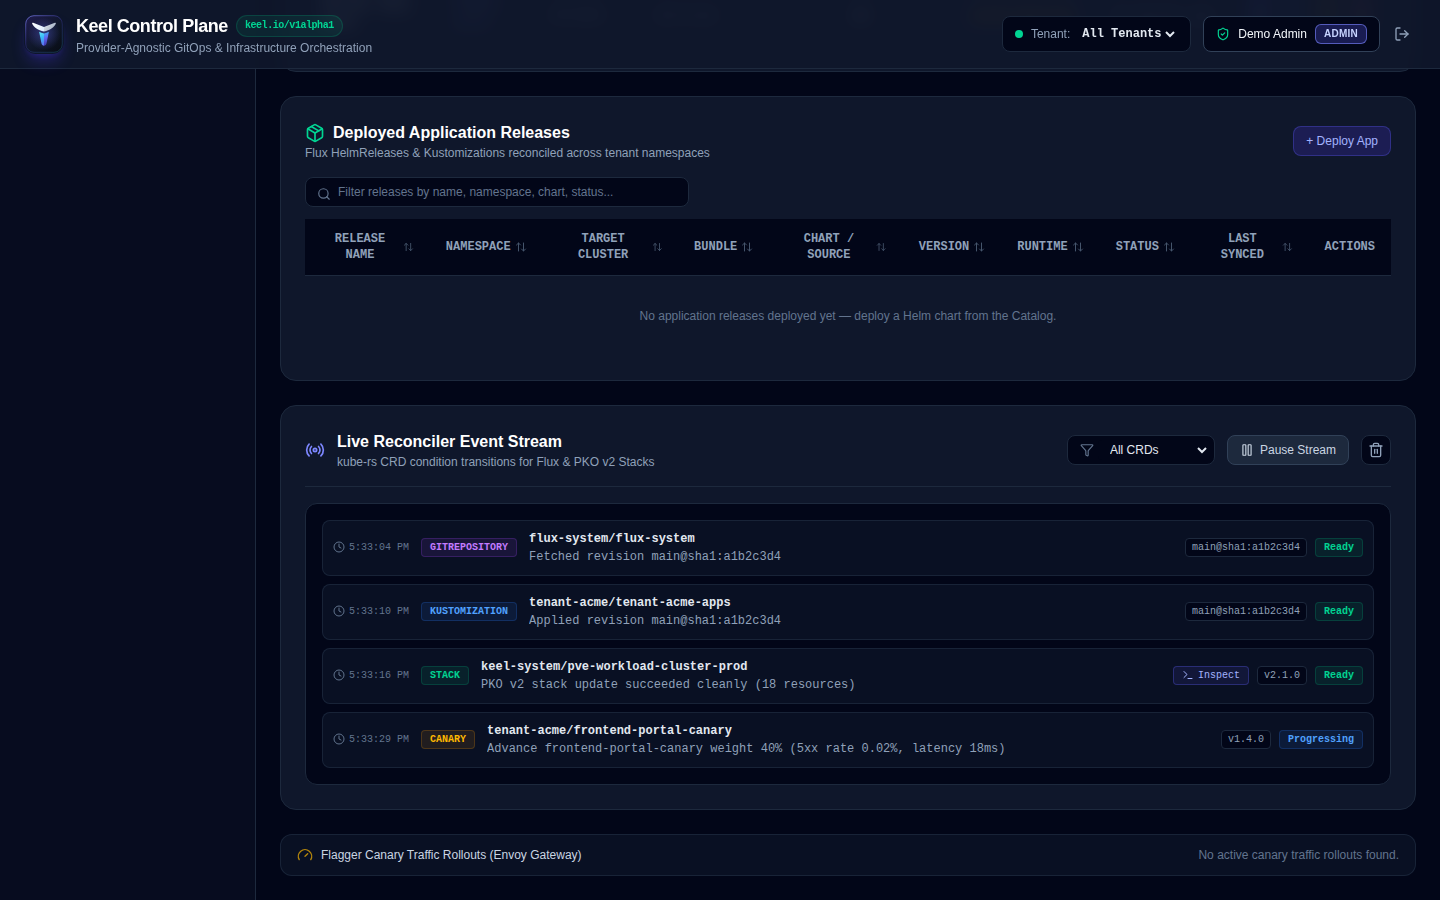 Keel Control Plane
keel.io/v1alpha1
Provider-Agnostic GitOps & Infrastructure Orchestration
Tenant: All Tenants
Demo Admin ADMIN
Deployed Application Releases
Flux HelmReleases & Kustomizations reconciled across tenant namespaces
+ Deploy App
Filter releases by name, namespace, chart, status...
RELEASE NAME
NAMESPACE
TARGET CLUSTER
BUNDLE
CHART / SOURCE
VERSION
RUNTIME
STATUS
LAST SYNCED
ACTIONS
No application releases deployed yet — deploy a Helm chart from the Catalog.
Live Reconciler Event Stream
kube-rs CRD condition transitions for Flux & PKO v2 Stacks
All CRDs
Pause Stream
5:33:04 PM GITREPOSITORY
flux-system/flux-system
Fetched revision main@sha1:a1b2c3d4
main@sha1:a1b2c3d4 Ready
5:33:10 PM KUSTOMIZATION
tenant-acme/tenant-acme-apps
Applied revision main@sha1:a1b2c3d4
main@sha1:a1b2c3d4 Ready
5:33:16 PM STACK
keel-system/pve-workload-cluster-prod
PKO v2 stack update succeeded cleanly (18 resources)
Inspect v2.1.0 Ready
5:33:29 PM CANARY
tenant-acme/frontend-portal-canary
Advance frontend-portal-canary weight 40% (5xx rate 0.02%, latency 18ms)
v1.4.0 Progressing
Flagger Canary Traffic Rollouts (Envoy Gateway)
No active canary traffic rollouts found.